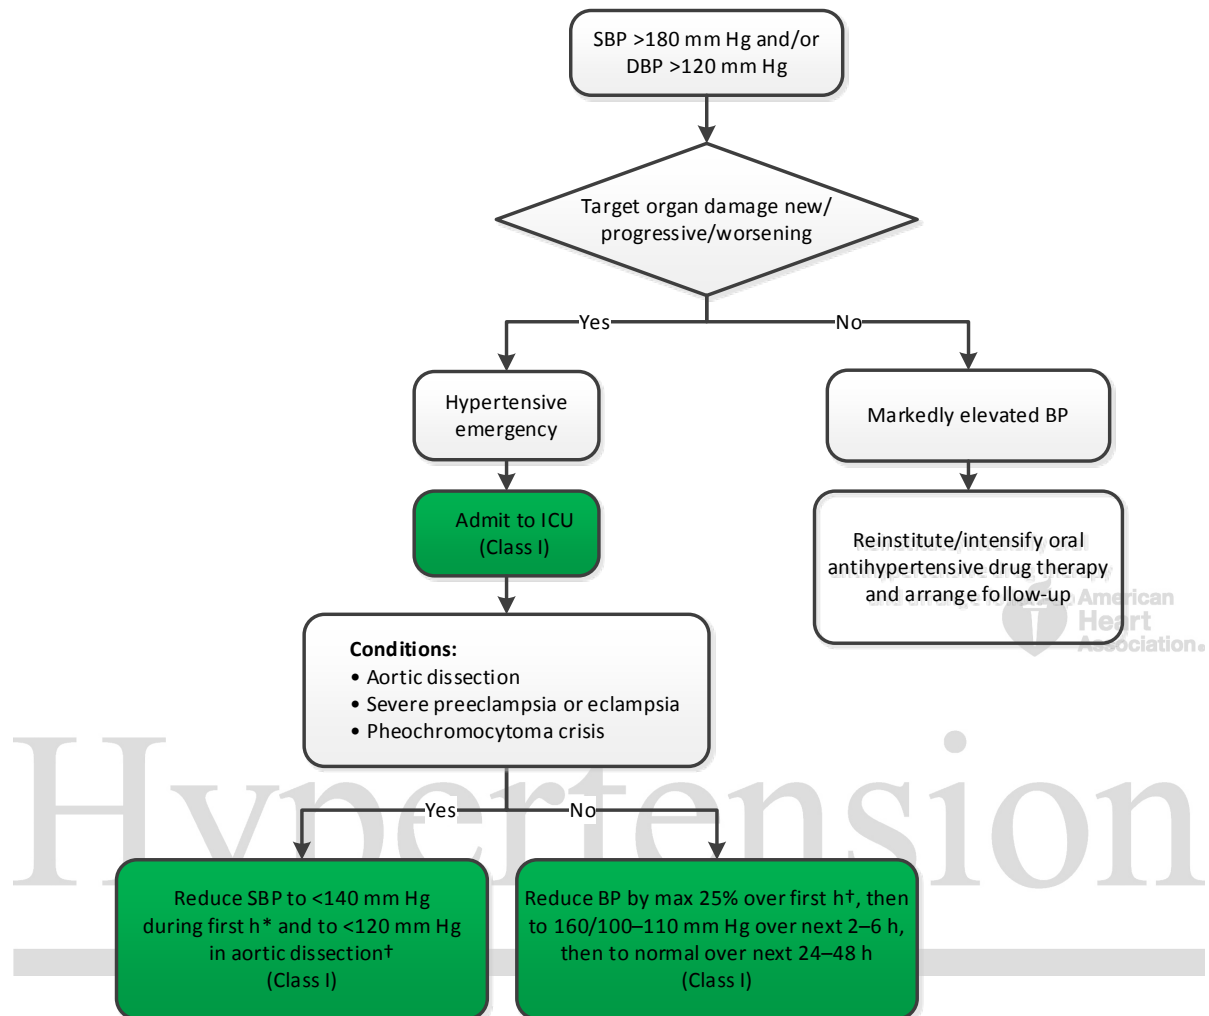 SBP >180 mm Hg and/or
DBP >120 mm Hg
Target organ damage new/
progressive/worsening
Yes
No
Hypertensive
emergency
Markedly elevated BP
Admit to ICU
(Class I)
Reinstitute/intensify oral
antihypertensive drug therapy
and arrange follow-up
American
Heart
Association®
Conditions:
• Aortic dissection
• Severe preeclampsia or eclampsia
• Pheochromocytoma crisis
Hypertension
Yes
No
Reduce SBP to <140 mm Hg
during first h* and to <120 mm Hg
in aortic dissection†
(Class I)
Reduce BP by max 25% over first h†, then
to 160/100–110 mm Hg over next 2–6 h,
then to normal over next 24–48 h
(Class I)